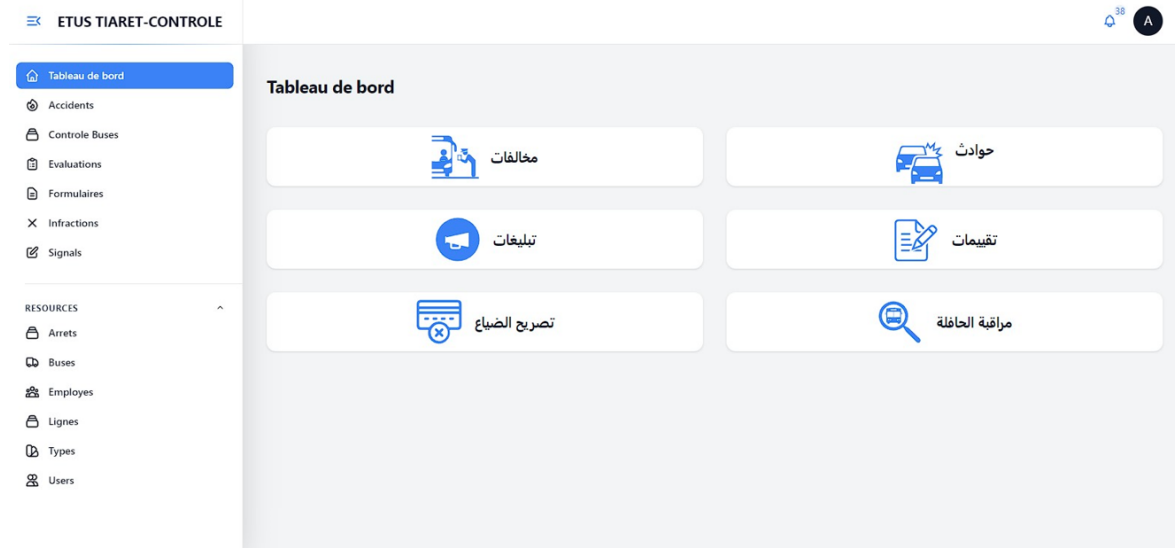 ETUS TIARET-CONTROLE
38
A
Tableau de bord
Accidents
Controle Buses
Evaluations
Formulaires
Infractions
Signals
RESOURCES
Arrets
Buses
Employes
Lignes
Types
Users
Tableau de bord
حوادث
مخالفات
تقييمات
تبليغات
مراقبة الحافلة
تصريح الضياع